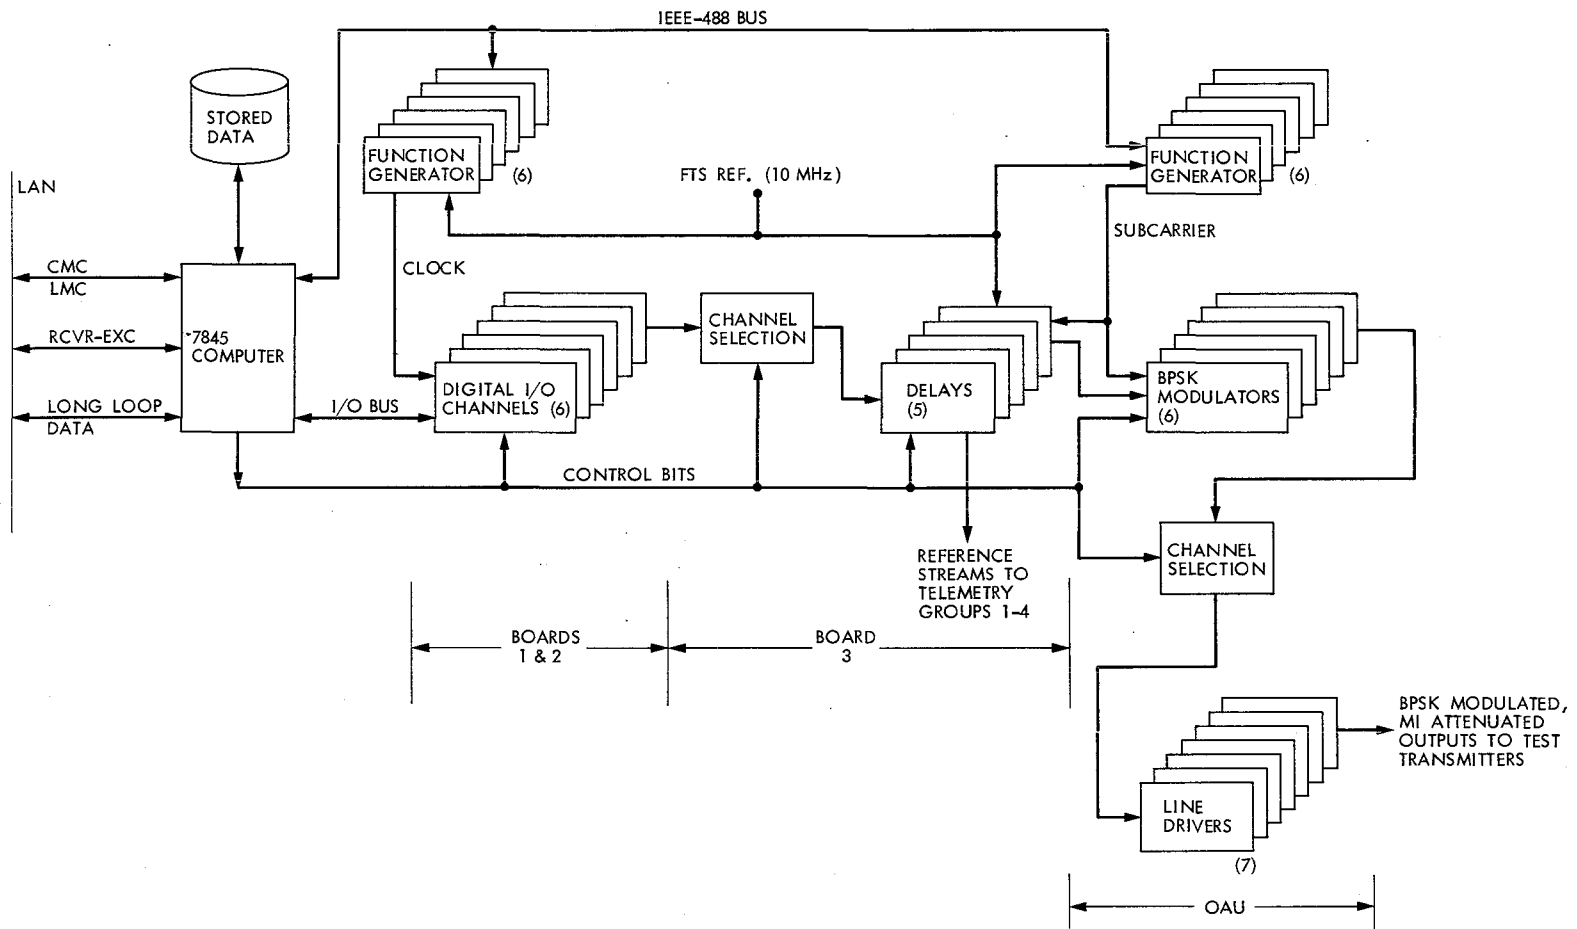 IEEE-488 BUS
STORED
DATA
LAN
FUNCTION
GENERATOR
(6)
FTS REF. (10 MHz)
FUNCTION
GENERATOR
(6)
SUBCARRIER
CMC
LMC
CLOCK
RCVR-EXC
7845
COMPUTER
LONG LOOP
DATA
I/O BUS
DIGITAL I/O
CHANNELS (6)
CHANNEL
SELECTION
DELAYS
(5)
BPSK
MODULATORS
(6)
CONTROL BITS
REFERENCE
STREAMS TO
TELEMETRY
GROUPS 1-4
CHANNEL
SELECTION
BOARDS
1 & 2
BOARD
3
LINE
DRIVERS
(7)
BPSK MODULATED,
MI ATTENUATED
OUTPUTS TO TEST
TRANSMITTERS
OAU